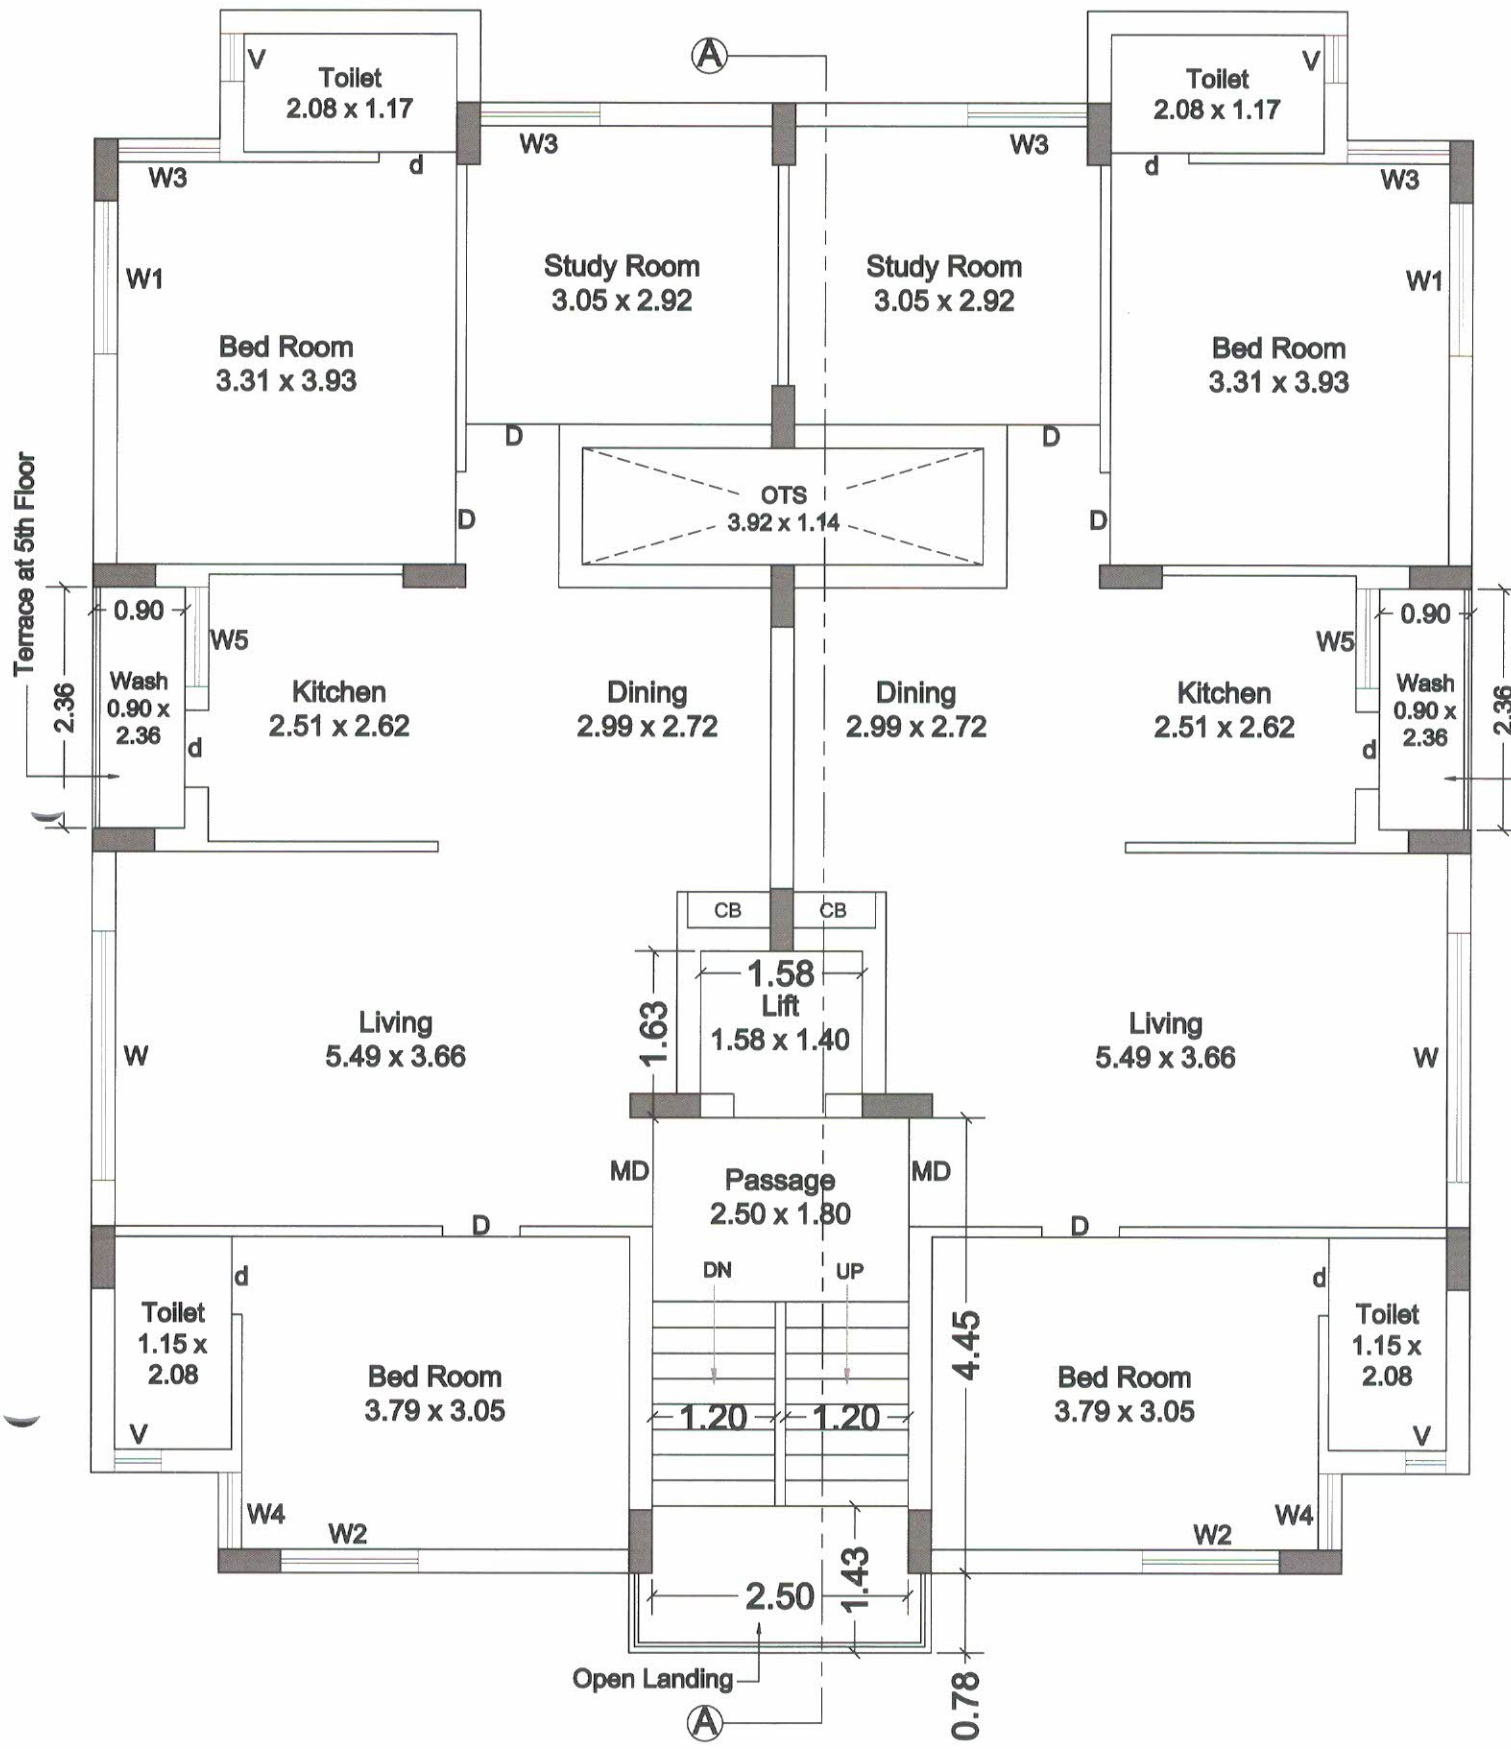 A
V
Toilet
2.08 x 1.17
V
Toilet
2.08 x 1.17
W3
W3
W3
d
d
W3
W1
W1
Study Room
3.05 x 2.92
Study Room
3.05 x 2.92
Bed Room
3.31 x 3.93
Bed Room
3.31 x 3.93
D
D
OTS
3.92 x 1.14
D
D
Terrace at 5th Floor
0.90
0.90
W5
W5
2.36
Wash
0.90 x
2.36
d
Kitchen
2.51 x 2.62
Dining
2.99 x 2.72
Dining
2.99 x 2.72
Kitchen
2.51 x 2.62
d
Wash
0.90 x
2.36
2.36
CB
CB
1.58
Lift
1.58 x 1.40
1.63
Living
5.49 x 3.66
Living
5.49 x 3.66
W
W
MD
MD
Passage
2.50 x 1.80
D
D
DN
UP
d
d
Toilet
1.15 x
2.08
Toilet
1.15 x
2.08
Bed Room
3.79 x 3.05
Bed Room
3.79 x 3.05
1.20
1.20
4.45
V
V
W4
W2
W2
W4
2.50
1.43
Open Landing
0.78
A